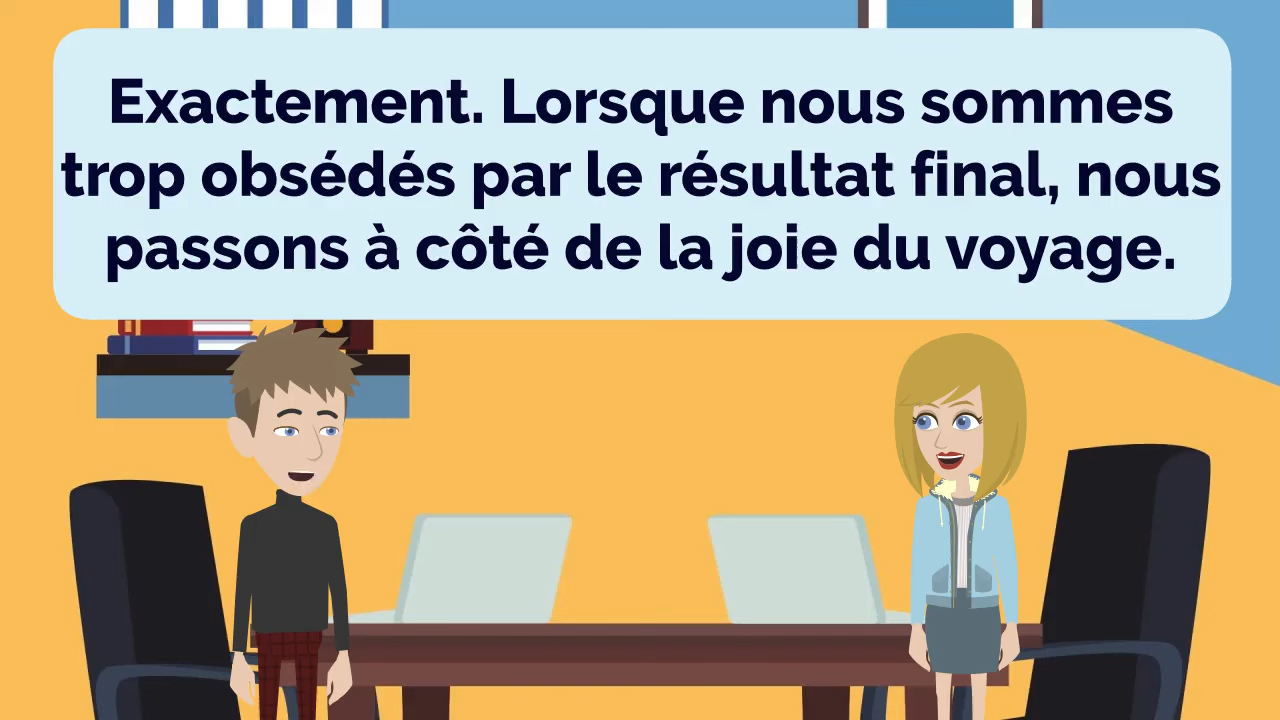 Exactement. Lorsque nous sommes
trop obsédés par le résultat final, nous
passons à côté de la joie du voyage.